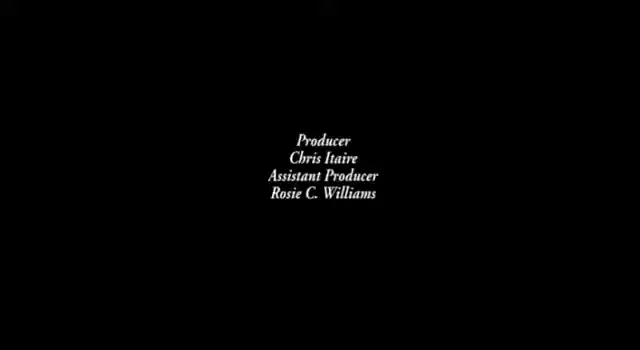 Producer
Chris Itaire
Assistant Producer
Rosie C. Williams